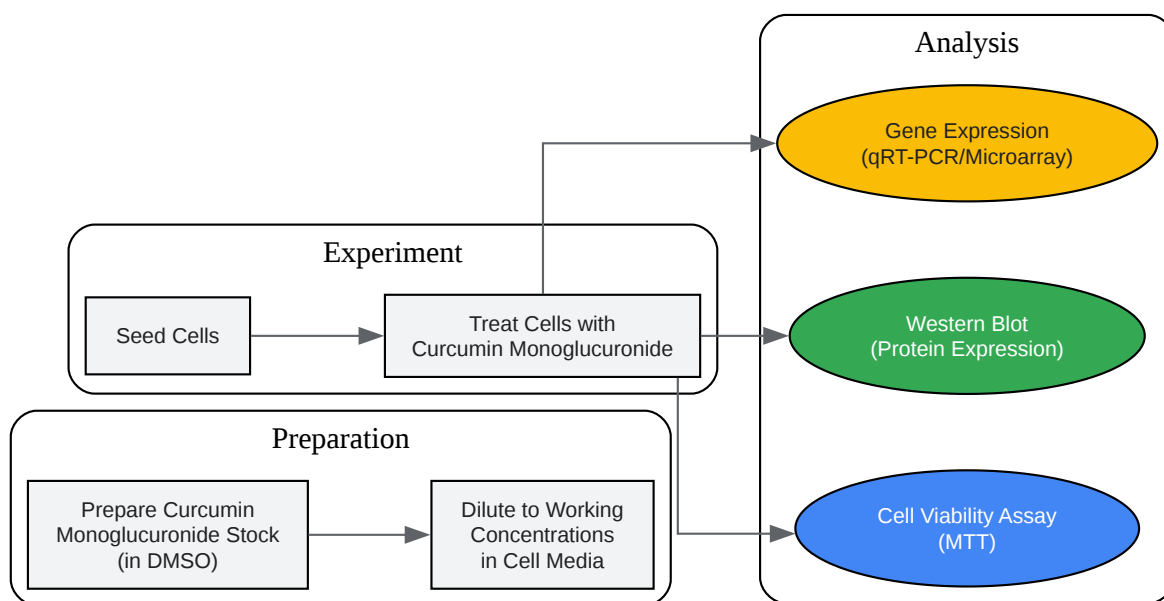 Analysis
Gene Expression
(qRT-PCR/Microarray)
Experiment
Seed Cells
Treat Cells with
Curcumin Monoglucuronide
Western Blot
(Protein Expression)
Preparation
Prepare Curcumin
Monoglucuronide Stock
(in DMSO)
Dilute to Working
Concentrations
in Cell Media
Cell Viability Assay
(MTT)